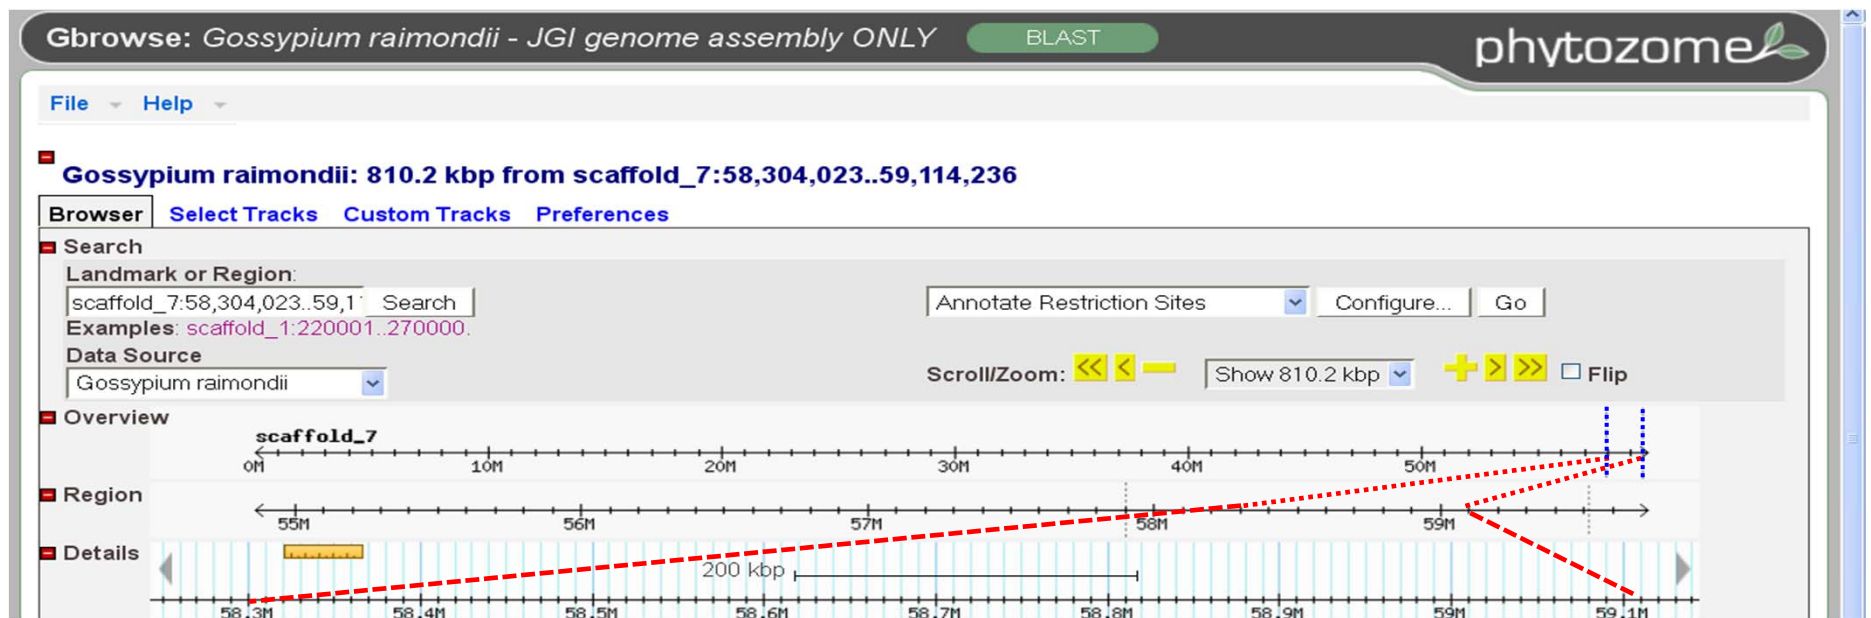 Gbrowse: Gossypium raimondii - JGI genome assembly ONLY BLAST phytozome
File Help
Gossypium raimondii: 810.2 kbp from scaffold_7:58,304,023..59,114,236
Browser Select Tracks Custom Tracks Preferences
Search
Landmark or Region:
scaffold_7:58,304,023..59,1 Search Annotate Restriction Sites Configure... Go
Examples: scaffold_1:220001..270000.
Data Source
Gossypium raimondii Scroll/Zoom: << < Show 810.2 kbp > >> Flip
Overview
scaffold_7
0M 10M 20M 30M 40M 50M
Region
55M 56M 57M 58M 59M
Details
200 kbp
58.3M 58.4M 58.5M 58.6M 58.7M 58.8M 58.9M 59M 59.1M